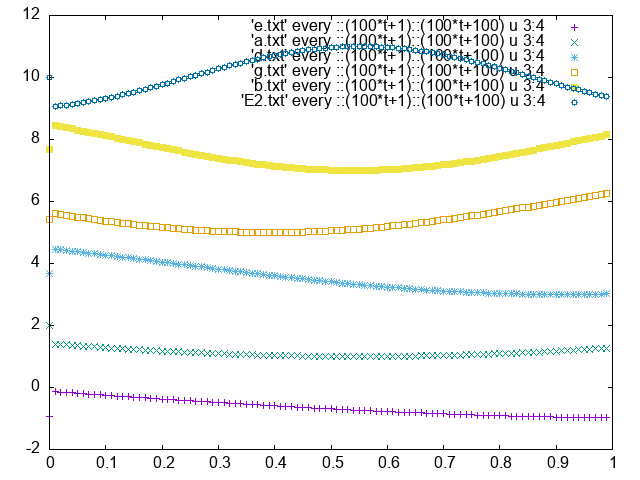 12
10
8
6
4
2
0
-2
'e.txt' every ::(100*t+1)::(100*t+100) u 3:4
'a.txt' every ::(100*t+1)::(100*t+100) u 3:4
'd.txt' every ::(100*t+1)::(100*t+100) u 3:4
'g.txt' every ::(100*t+1)::(100*t+100) u 3:4
'b.txt' every ::(100*t+1)::(100*t+100) u 3:4
'E2.txt' every ::(100*t+1)::(100*t+100) u 3:4
0 0.1 0.2 0.3 0.4 0.5 0.6 0.7 0.8 0.9 1